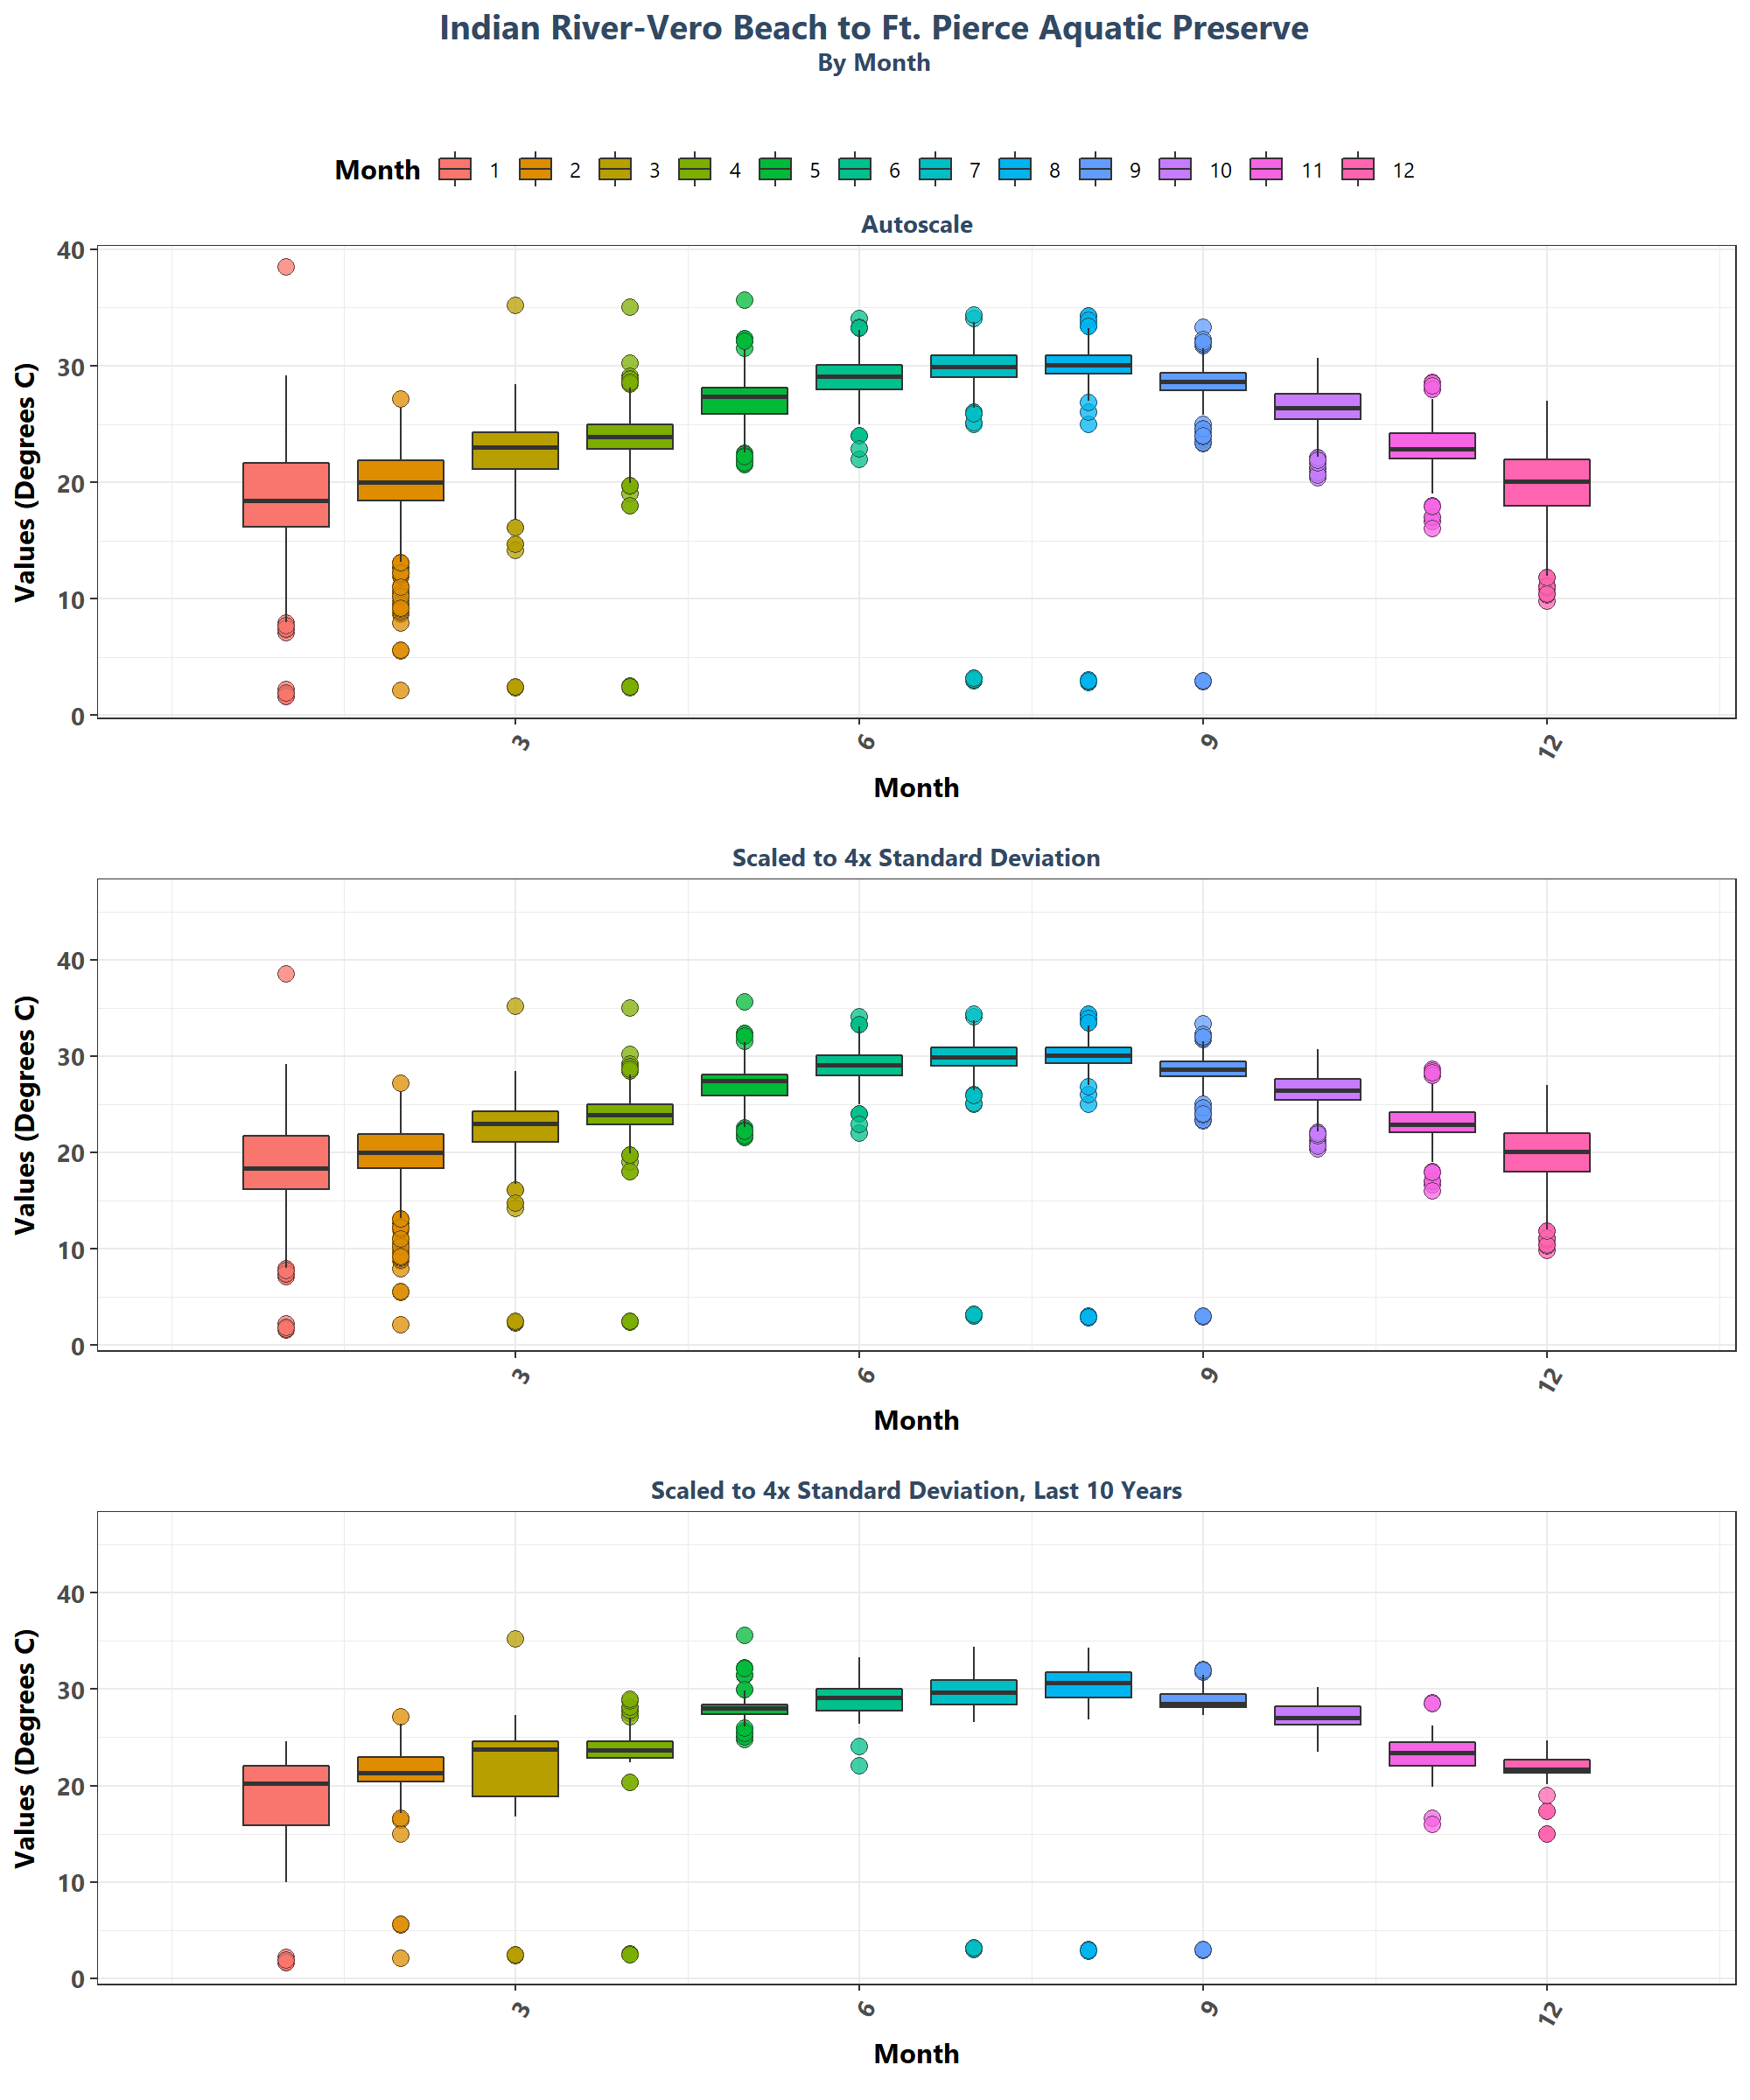 Indian River-Vero Beach to Ft. Pierce Aquatic Preserve
By Month
Month 1 2 3 4 5 6 7 8 9 10 11 12
Autoscale
Values (Degrees C)
40
30
20
10
0
3 6 9 12
Month
Scaled to 4x Standard Deviation
Values (Degrees C)
40
30
20
10
0
3 6 9 12
Month
Scaled to 4x Standard Deviation, Last 10 Years
Values (Degrees C)
40
30
20
10
0
3 6 9 12
Month